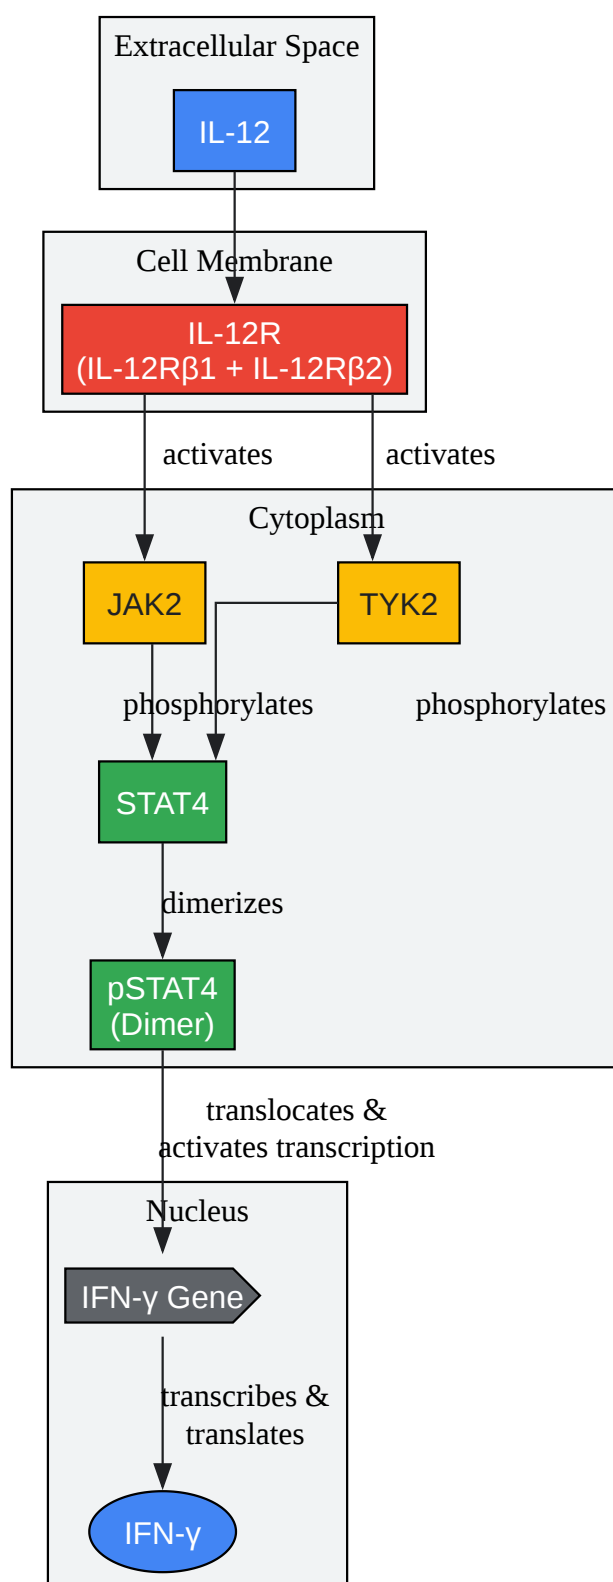 Extracellular Space
IL-12
Cell Membrane
IL-12R
(IL-12Rβ1 + IL-12Rβ2)
activates
activates
Cytoplasm
JAK2
TYK2
phosphorylates
phosphorylates
STAT4
dimerizes
pSTAT4
(Dimer)
translocates &
activates transcription
Nucleus
IFN-γ Gene
transcribes &
translates
IFN-γ